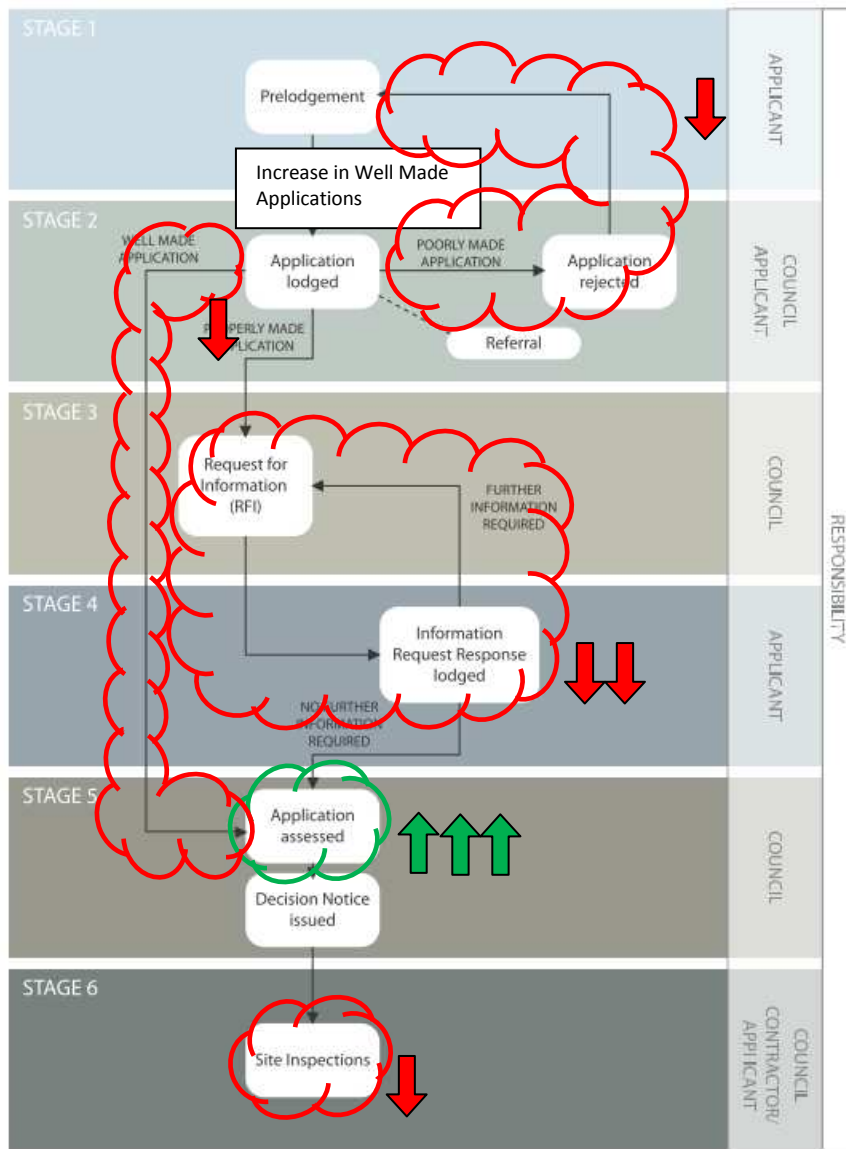 STAGE 1
Prelodgement
APPLICANT
Increase in Well Made
Applications
STAGE 2
WELL MADE
APPLICATION
Application
lodged
POORLY MADE
APPLICATION
Application
rejected
Referral
COUNCIL
APPLICANT
STAGE 3
Request for
Information
(RFI)
FURTHER
INFORMATION
REQUIRED
COUNCIL
RESPONSIBILITY
STAGE 4
Information
Request Response
lodged
NO FURTHER
INFORMATION
REQUIRED
APPLICANT
STAGE 5
Application
assessed
Decision Notice
issued
COUNCIL
STAGE 6
Site Inspections
COUNCIL
CONTRACTOR/
APPLICANT